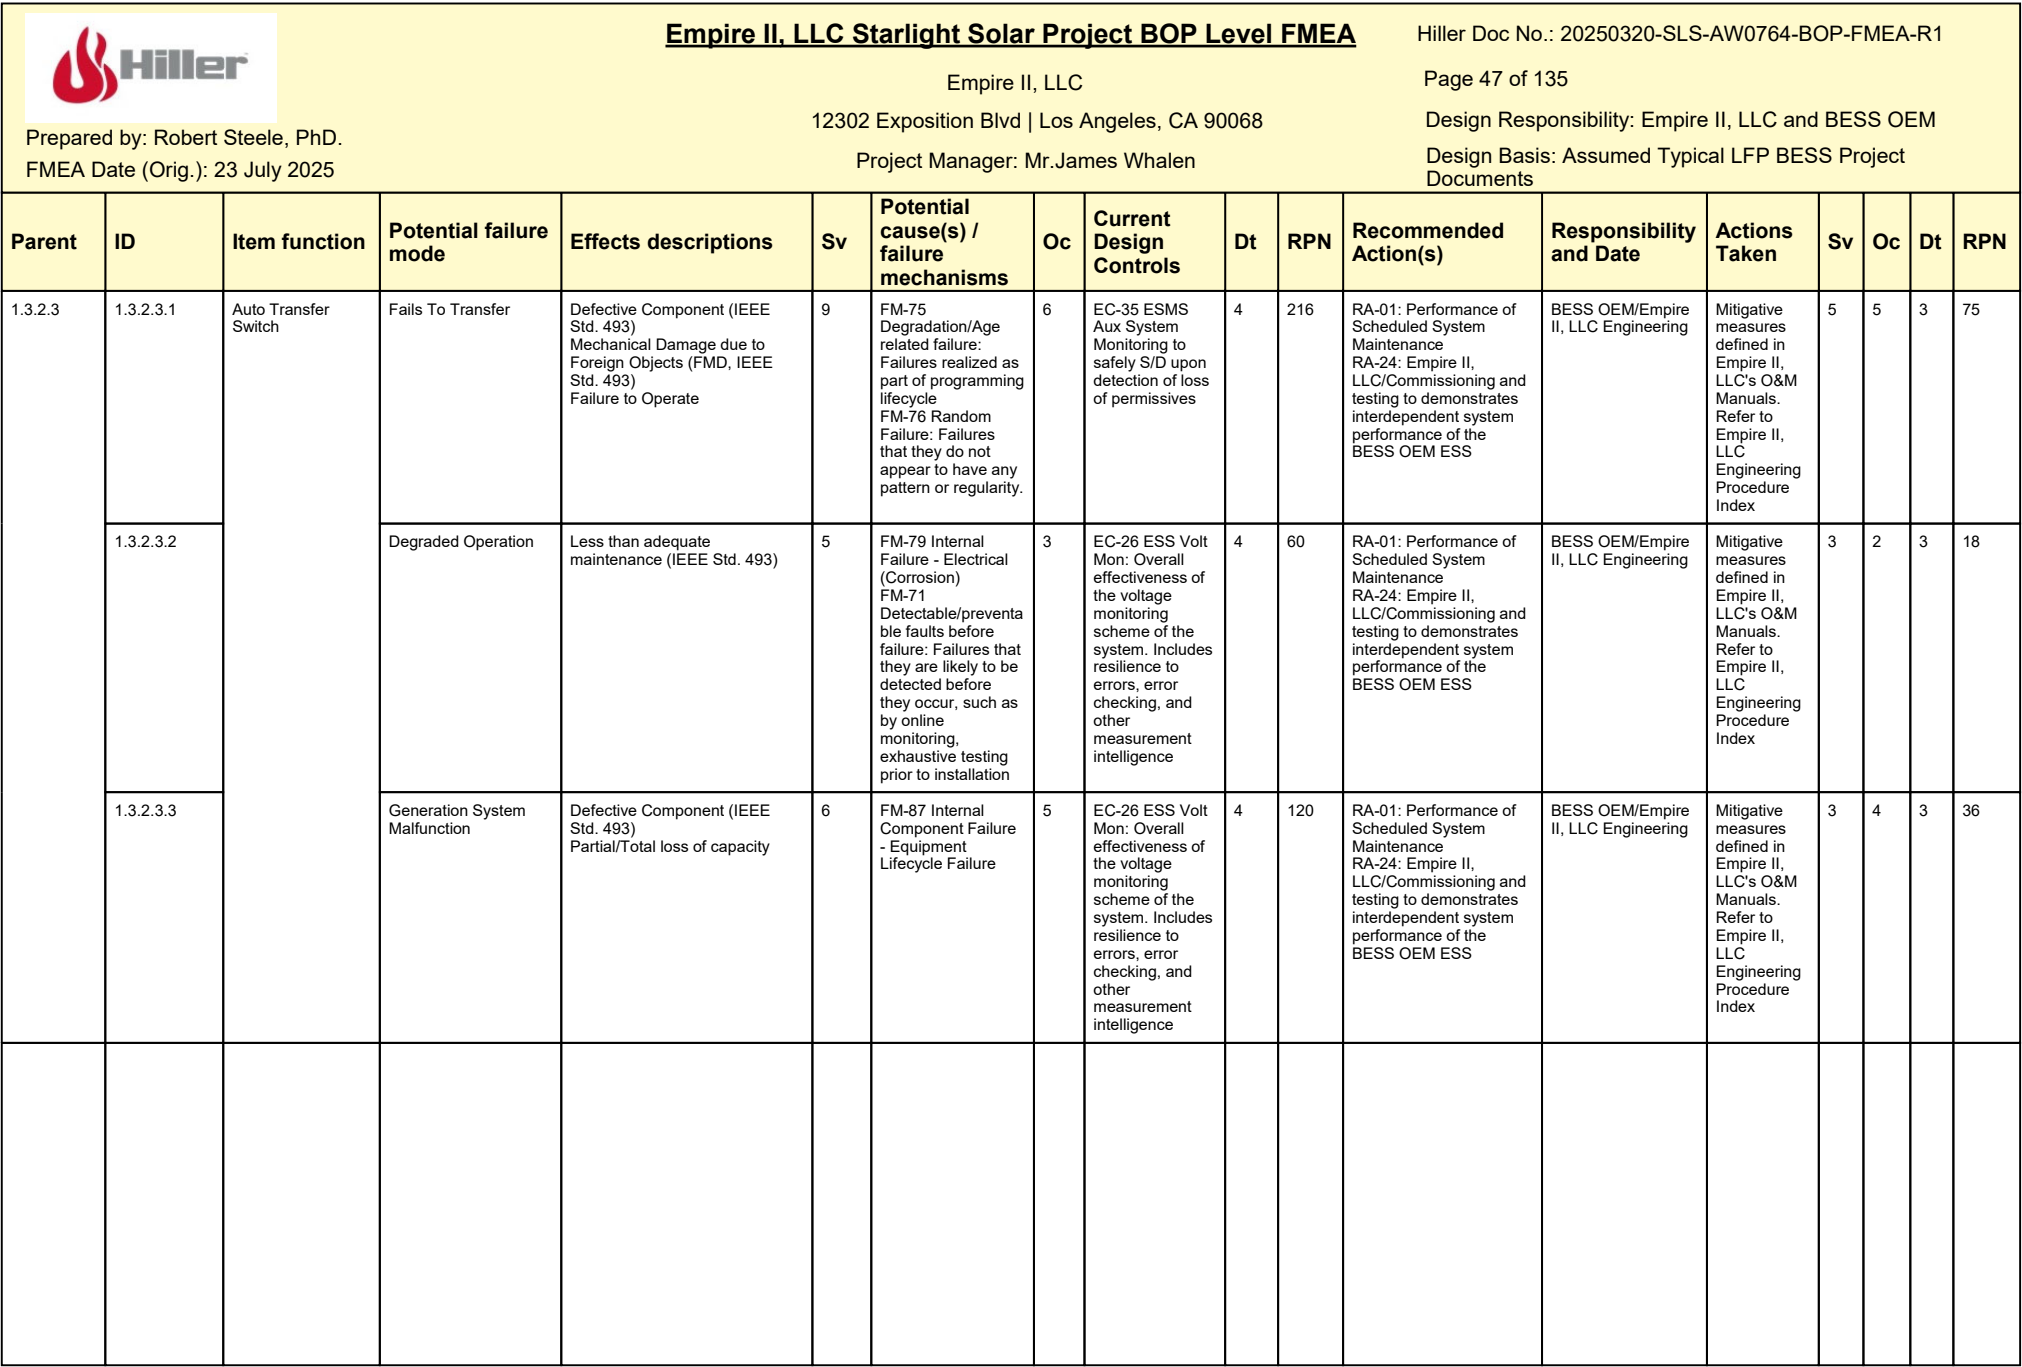 Hiller
Prepared by: Robert Steele, PhD.
FMEA Date (Orig.): 23 July 2025
Empire II, LLC Starlight Solar Project BOP Level FMEA
Empire II, LLC
12302 Exposition Blvd | Los Angeles, CA 90068
Project Manager: Mr.James Whalen
Hiller Doc No.: 20250320-SLS-AW0764-BOP-FMEA-R1
Page 47 of 135
Design Responsibility: Empire II, LLC and BESS OEM
Design Basis: Assumed Typical LFP BESS Project
Documents
Parent
ID
Item function
Potential failure
mode
Effects descriptions
Sv
Potential
cause(s) /
failure
mechanisms
Oc
Current
Design
Controls
Dt
RPN
Recommended
Action(s)
Responsibility
and Date
Actions
Taken
Sv
Oc
Dt
RPN
1.3.2.3
1.3.2.3.1
Auto Transfer
Switch
Fails To Transfer
Defective Component (IEEE
Std. 493)
Mechanical Damage due to
Foreign Objects (FMD, IEEE
Std. 493)
Failure to Operate
9
FM-75
Degradation/Age
related failure:
Failures realized as
part of programming
lifecycle
FM-76 Random
Failure: Failures
that they do not
appear to have any
pattern or regularity.
6
EC-35 ESMS
Aux System
Monitoring to
safely S/D upon
detection of loss
of permissives
4
216
RA-01: Performance of
Scheduled System
Maintenance
RA-24: Empire II,
LLC/Commissioning and
testing to demonstrates
interdependent system
performance of the
BESS OEM ESS
BESS OEM/Empire
II, LLC Engineering
Mitigative
measures
defined in
Empire II,
LLC's O&M
Manuals.
Refer to
Empire II,
LLC
Engineering
Procedure
Index
5
5
3
75
1.3.2.3.2
Degraded Operation
Less than adequate
maintenance (IEEE Std. 493)
5
FM-79 Internal
Failure - Electrical
(Corrosion)
FM-71
Detectable/preventa
ble faults before
failure: Failures that
they are likely to be
detected before
they occur, such as
by online
monitoring,
exhaustive testing
prior to installation
3
EC-26 ESS Volt
Mon: Overall
effectiveness of
the voltage
monitoring
scheme of the
system. Includes
resilience to
errors, error
checking, and
other
measurement
intelligence
4
60
RA-01: Performance of
Scheduled System
Maintenance
RA-24: Empire II,
LLC/Commissioning and
testing to demonstrates
interdependent system
performance of the
BESS OEM ESS
BESS OEM/Empire
II, LLC Engineering
Mitigative
measures
defined in
Empire II,
LLC's O&M
Manuals.
Refer to
Empire II,
LLC
Engineering
Procedure
Index
3
2
3
18
1.3.2.3.3
Generation System
Malfunction
Defective Component (IEEE
Std. 493)
Partial/Total loss of capacity
6
FM-87 Internal
Component Failure
- Equipment
Lifecycle Failure
5
EC-26 ESS Volt
Mon: Overall
effectiveness of
the voltage
monitoring
scheme of the
system. Includes
resilience to
errors, error
checking, and
other
measurement
intelligence
4
120
RA-01: Performance of
Scheduled System
Maintenance
RA-24: Empire II,
LLC/Commissioning and
testing to demonstrates
interdependent system
performance of the
BESS OEM ESS
BESS OEM/Empire
II, LLC Engineering
Mitigative
measures
defined in
Empire II,
LLC's O&M
Manuals.
Refer to
Empire II,
LLC
Engineering
Procedure
Index
3
4
3
36